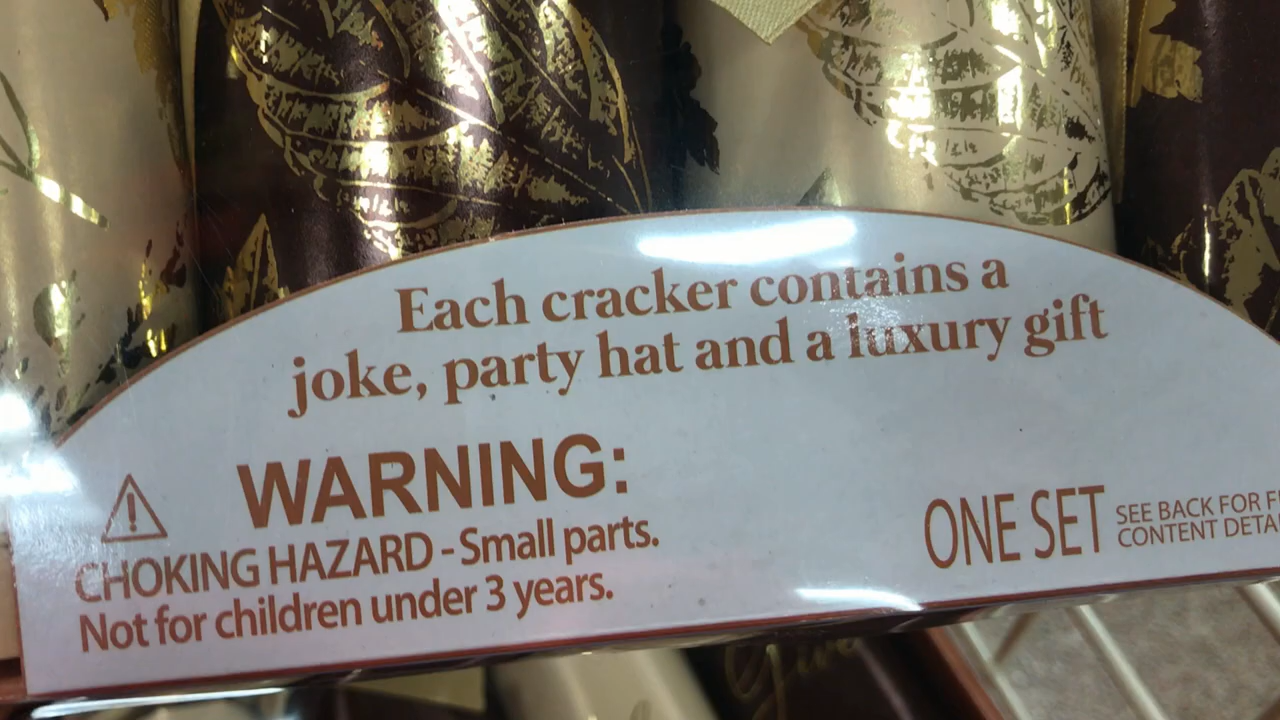 Each cracker contains a
joke, party hat and a luxury gift
WARNING:
CHOKING HAZARD - Small parts.
Not for children under 3 years.
ONE SET
SEE BACK FOR
CONTENT